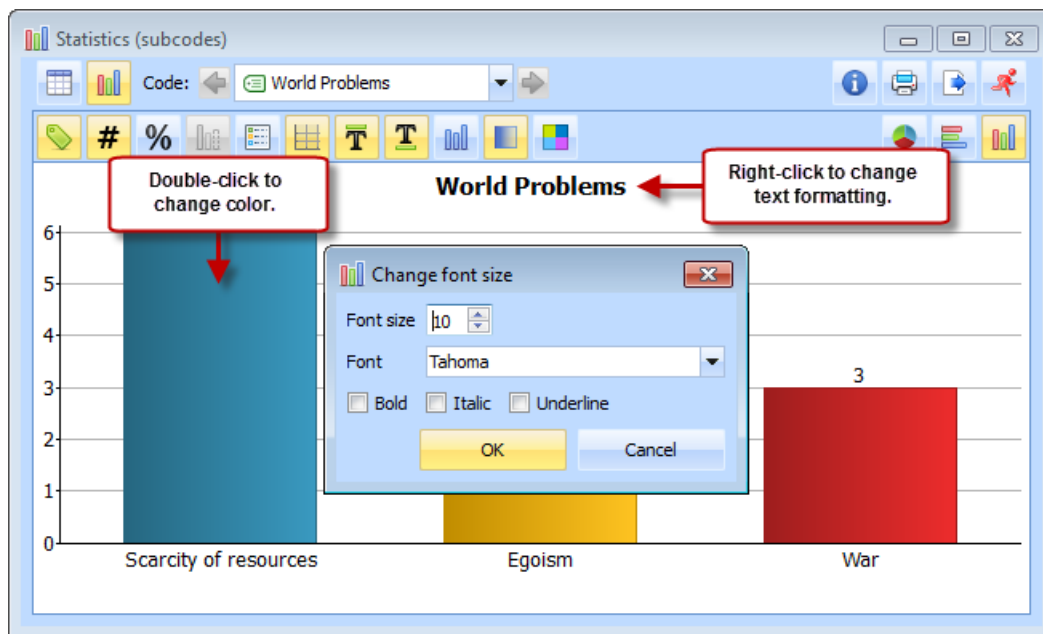 Statistics (subcodes)
Code: World Problems
# % T T
Double-click to
change color.
World Problems
Right-click to change
text formatting.
6
5
4
3
2
1
0
Change font size
Font size 10
Font Tahoma
Bold Italic Underline
OK Cancel
3
Scarcity of resources Egoism War